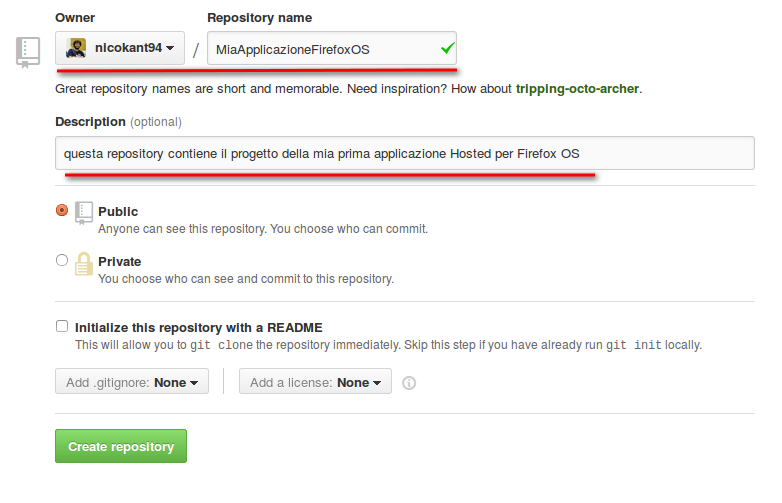 Owner Repository name
nicokant94 / MiaApplicazioneFirefoxOS
Great repository names are short and memorable. Need inspiration? How about tripping-octo-archer.
Description (optional)
questa repository contiene il progetto della mia prima applicazione Hosted per Firefox OS
Public
Anyone can see this repository. You choose who can commit.
Private
You choose who can see and commit to this repository.
Initialize this repository with a README
This will allow you to git clone the repository immediately. Skip this step if you have already run git init locally.
Add .gitignore: None Add a license: None
Create repository